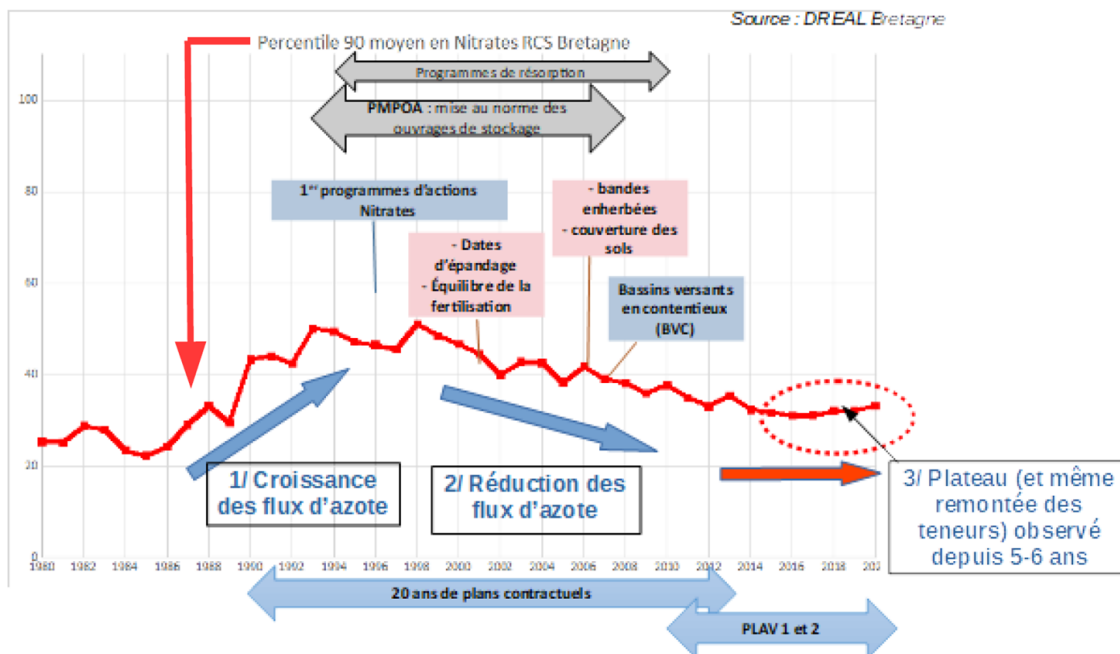 Source : DREAL Bretagne
Percentile 90 moyen en Nitrates RCS Bretagne
Programmes de résorption
PMPOA : mise au norme des
ouvrages de stockage
1er programmes d'actions
Nitrates
- bandes
enherbées
- couverture des
sols
- Dates
d'épandage
- Équilibre de la
fertilisation
Bassins versants
en contentieux
(BVC)
100
80
60
40
20
0
1/ Croissance
des flux d'azote
2/ Réduction des
flux d'azote
3/ Plateau (et même
remontée des
teneurs) observé
depuis 5-6 ans
1980 1982 1984 1986 1988 1990 1992 1994 1996 1998 2000 2002 2004 2006 2008 2010 2012 2014 2016 2018 202
20 ans de plans contractuels
PLAV 1 et 2